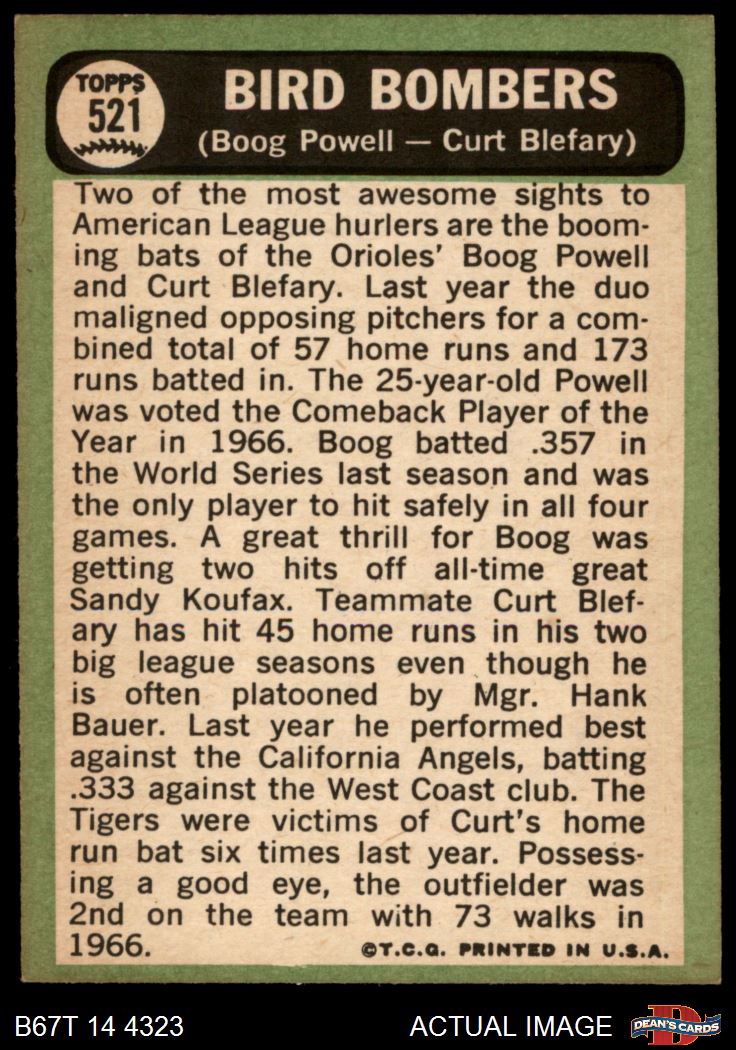 TOPPS
521
BIRD BOMBERS
(Boog Powell — Curt Blefary)
Two of the most awesome sights to
American League hurlers are the boom-
ing bats of the Orioles' Boog Powell
and Curt Blefary. Last year the duo
maligned opposing pitchers for a com-
bined total of 57 home runs and 173
runs batted in. The 25-year-old Powell
was voted the Comeback Player of the
Year in 1966. Boog batted .357 in
the World Series last season and was
the only player to hit safely in all four
games. A great thrill for Boog was
getting two hits off all-time great
Sandy Koufax. Teammate Curt Blef-
ary has hit 45 home runs in his two
big league seasons even though he
is often platooned by Mgr. Hank
Bauer. Last year he performed best
against the California Angels, batting
.333 against the West Coast club. The
Tigers were victims of Curt's home
run bat six times last year. Possess-
ing a good eye, the outfielder was
2nd on the team with 73 walks in
1966.
©T.C.G. PRINTED IN U.S.A.
B67T 14 4323
ACTUAL IMAGE
D
DEAN'S CARDS